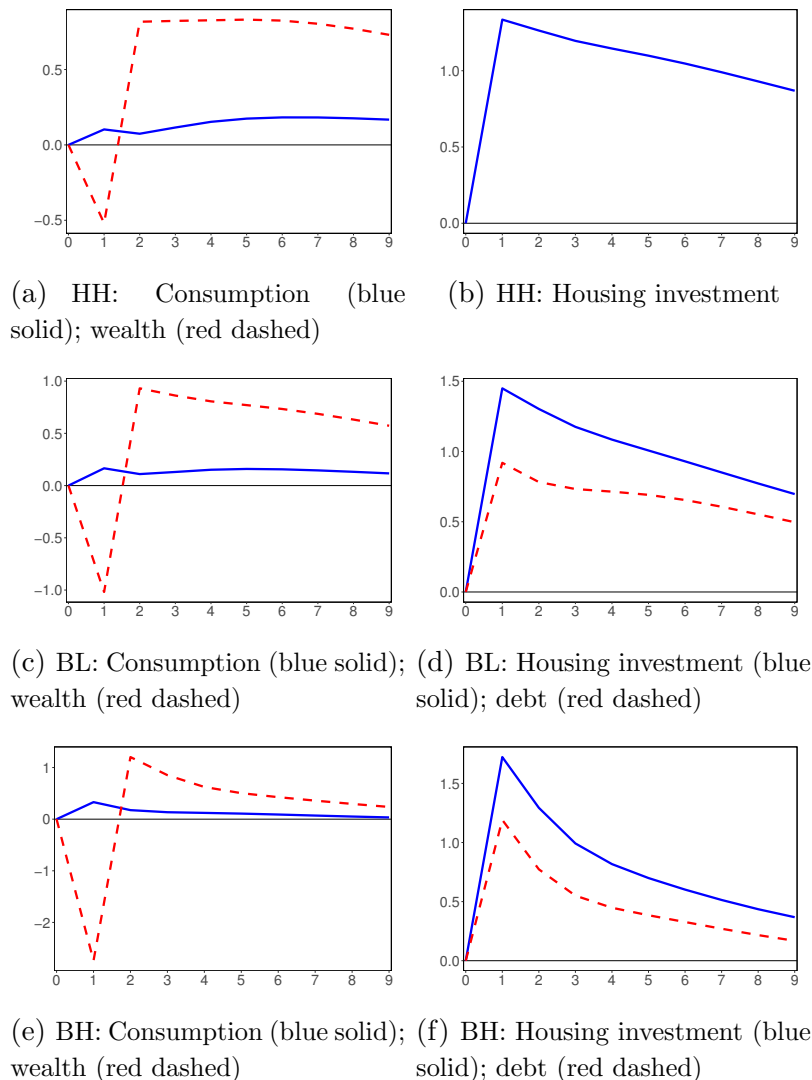 0.5
0.0
−0.5
0 1 2 3 4 5 6 7 8 9
1.0
0.5
0.0
0 1 2 3 4 5 6 7 8 9
(a) HH: Consumption (blue
solid); wealth (red dashed)
(b) HH: Housing investment
1.0
0.5
0.0
−0.5
−1.0
0 1 2 3 4 5 6 7 8 9
1.5
1.0
0.5
0.0
0 1 2 3 4 5 6 7 8 9
(c) BL: Consumption (blue solid);
wealth (red dashed)
(d) BL: Housing investment (blue
solid); debt (red dashed)
1
0
−1
−2
0 1 2 3 4 5 6 7 8 9
1.5
1.0
0.5
0.0
0 1 2 3 4 5 6 7 8 9
(e) BH: Consumption (blue solid);
wealth (red dashed)
(f) BH: Housing investment (blue
solid); debt (red dashed)